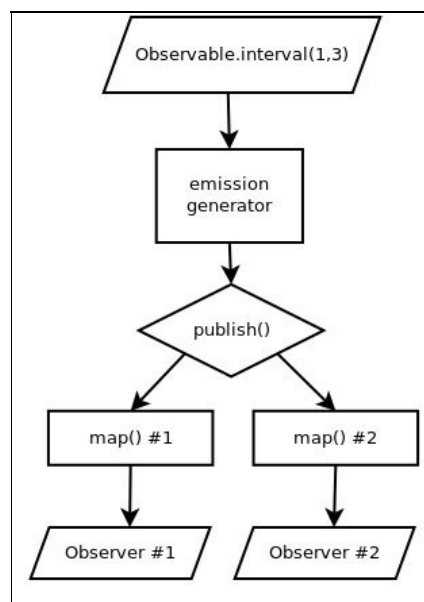 Observable.interval(1,3)
emission
generator
publish()
map() #1
map() #2
Observer #1
Observer #2